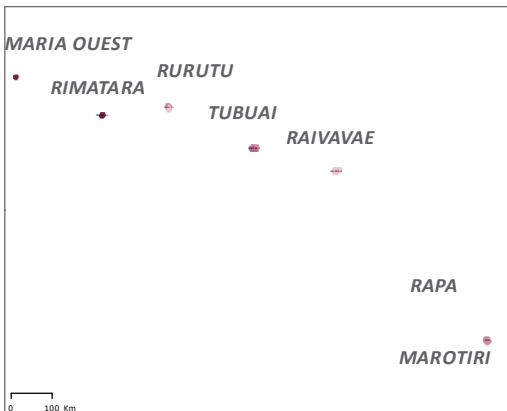 MARIA OUEST
RURUTU
RIMATARA
TUBUAI
RAIVAVAE
RAPA
MAROTIRI
0 100 Km